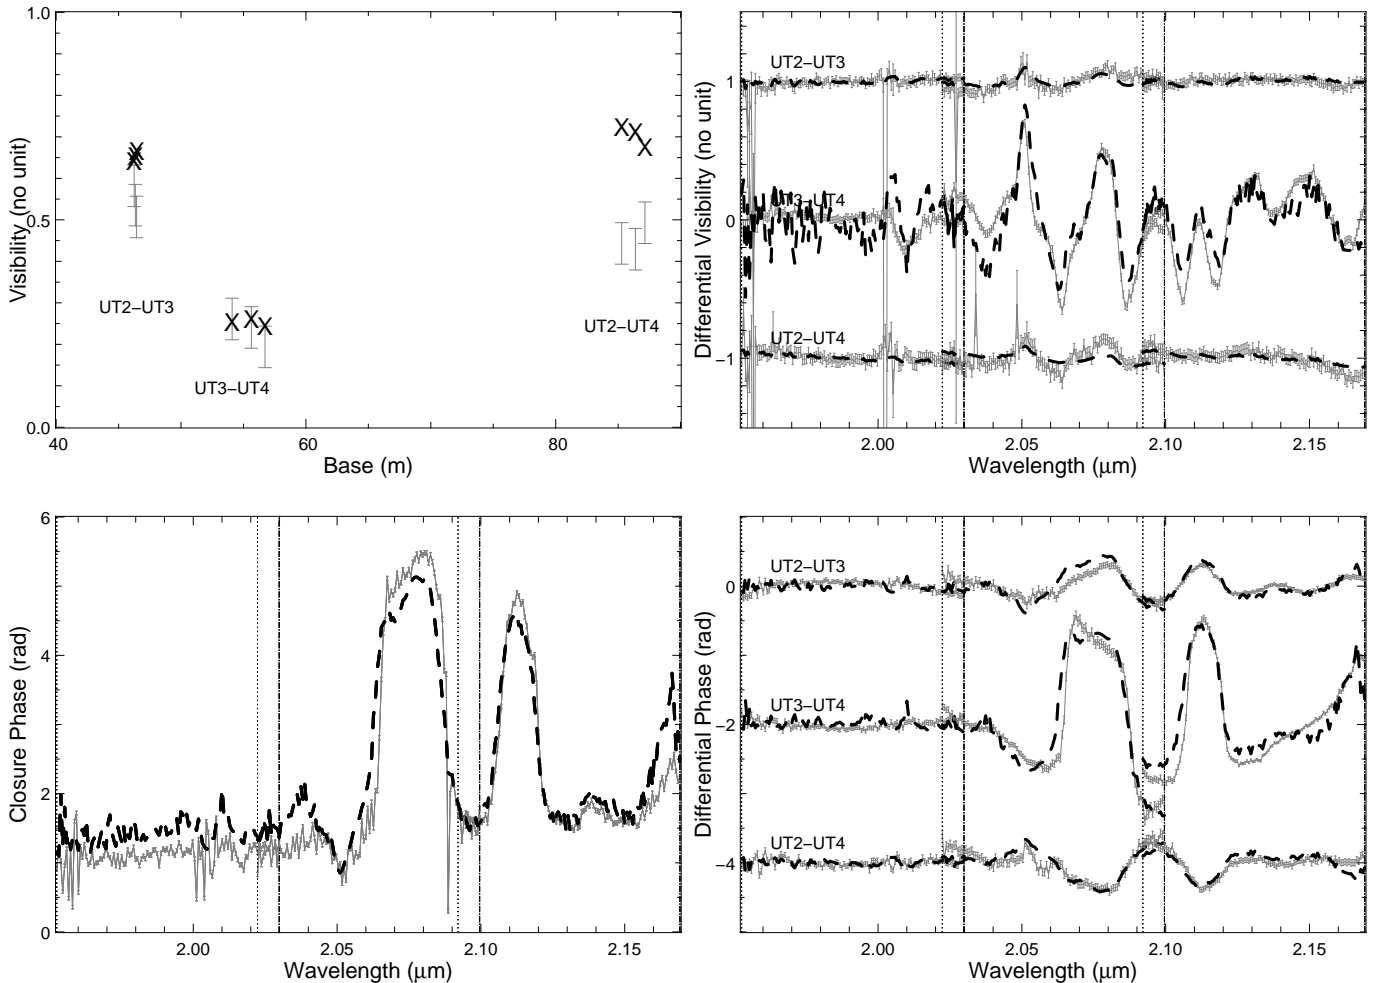 1.0
0.5
0.0
40
60
80
Base (m)
Visibility (no unit)
UT2–UT3
UT3–UT4
UT2–UT4
1
0
−1
2.00
2.05
2.10
2.15
Wavelength (μm)
Differential Visibility (no unit)
UT2–UT3
UT3–UT4
UT2–UT4
6
4
2
0
2.00
2.05
2.10
2.15
Wavelength (μm)
Closure Phase (rad)
0
−2
−4
2.00
2.05
2.10
2.15
Wavelength (μm)
Differential Phase (rad)
UT2–UT3
UT3–UT4
UT2–UT4